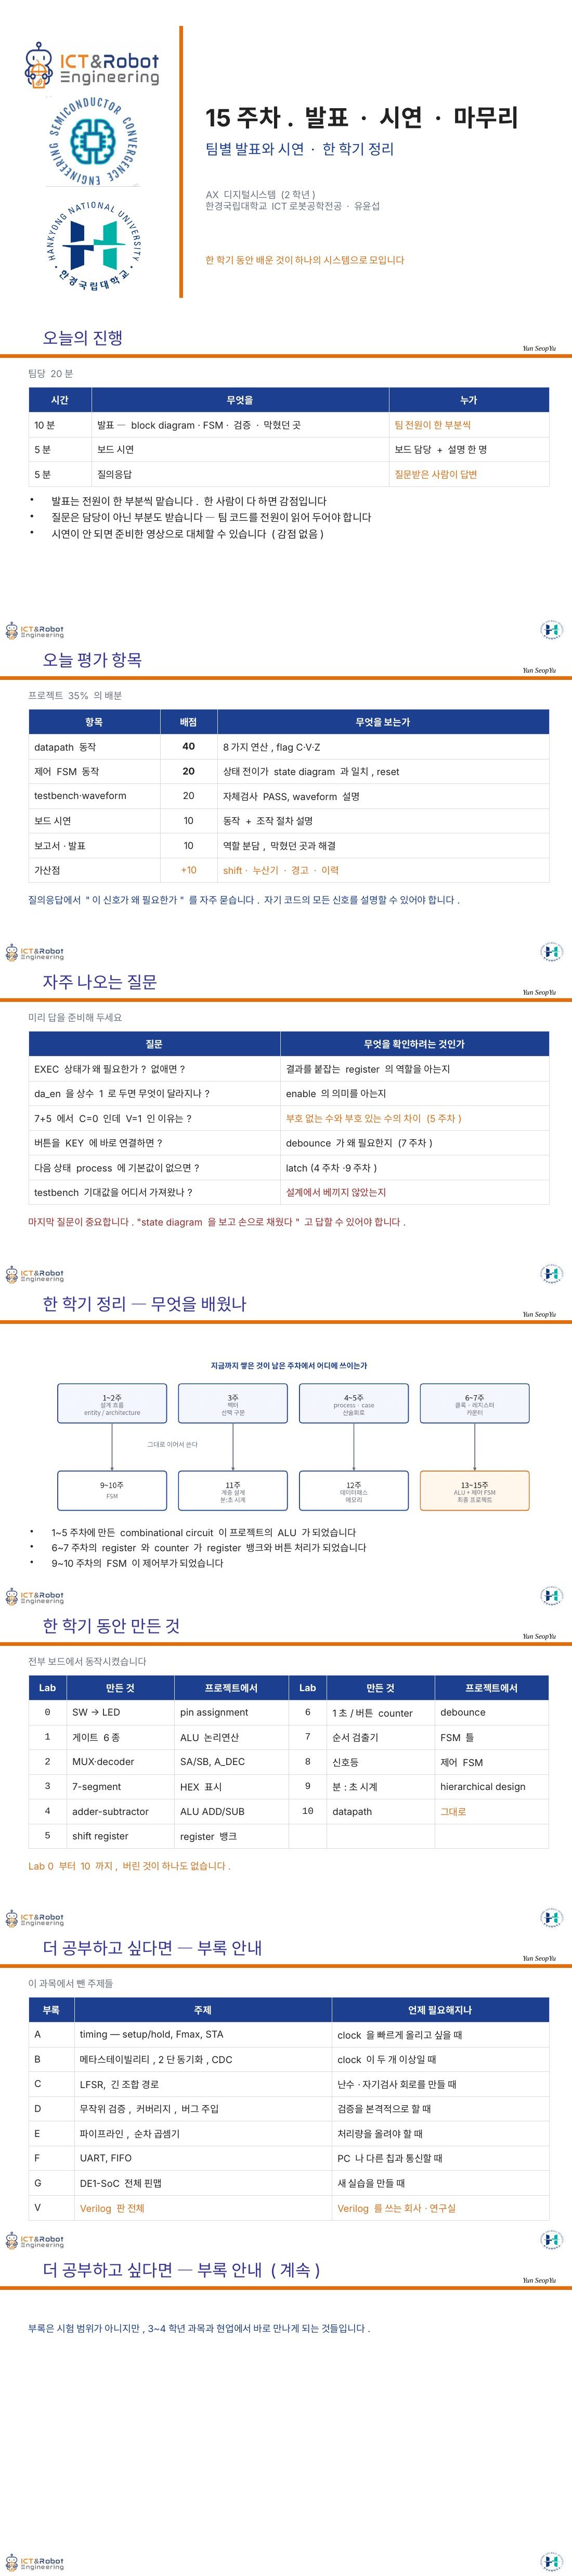 ICT&Robot
Engineering
SEMICONDUCTOR CONVERGENCE ENGINEERING
HANKYONG NATIONAL UNIVERSITY
한경국립대학교
15 주차 . 발표 · 시연 · 마무리
팀별 발표와 시연 · 한 학기 정리
AX 디지털시스템 (2 학년 )
한경국립대학교 ICT 로봇공학전공 · 유윤섭
한 학기 동안 배운 것이 하나의 시스템으로 모입니다
오늘의 진행
Yun SeopYu
팀당 20 분
시간 무엇을 누가
10 분 발표 — block diagram · FSM · 검증 · 막혔던 곳 팀 전원이 한 부분씩
5 분 보드 시연 보드 담당 + 설명 한 명
5 분 질의응답 질문받은 사람이 답변
• 발표는 전원이 한 부분씩 맡습니다 . 한 사람이 다 하면 감점입니다
• 질문은 담당이 아닌 부분도 받습니다 — 팀 코드를 전원이 읽어 두어야 합니다
• 시연이 안 되면 준비한 영상으로 대체할 수 있습니다 ( 감점 없음 )
ICT&Robot
Engineering
오늘 평가 항목
Yun SeopYu
프로젝트 35% 의 배분
항목 배점 무엇을 보는가
datapath 동작 40 8 가지 연산 , flag C·V·Z
제어 FSM 동작 20 상태 전이가 state diagram 과 일치 , reset
testbench·waveform 20 자체검사 PASS, waveform 설명
보드 시연 10 동작 + 조작 절차 설명
보고서 · 발표 10 역할 분담 , 막혔던 곳과 해결
가산점 +10 shift · 누산기 · 경고 · 이력
질의응답에서 " 이 신호가 왜 필요한가 " 를 자주 묻습니다 . 자기 코드의 모든 신호를 설명할 수 있어야 합니다 .
ICT&Robot
Engineering
자주 나오는 질문
Yun SeopYu
미리 답을 준비해 두세요
질문 무엇을 확인하려는 것인가
EXEC 상태가 왜 필요한가 ? 없애면 ? 결과를 붙잡는 register 의 역할을 아는지
da_en 을 상수 1 로 두면 무엇이 달라지나 ? enable 의 의미를 아는지
7+5 에서 C=0 인데 V=1 인 이유는 ? 부호 없는 수와 부호 있는 수의 차이 (5 주차 )
버튼을 KEY 에 바로 연결하면 ? debounce 가 왜 필요한지 (7 주차 )
다음 상태 process 에 기본값이 없으면 ? latch (4 주차 ·9 주차 )
testbench 기대값을 어디서 가져왔나 ? 설계에서 베끼지 않았는지
마지막 질문이 중요합니다 . "state diagram 을 보고 손으로 채웠다 " 고 답할 수 있어야 합니다 .
ICT&Robot
Engineering
한 학기 정리 — 무엇을 배웠나
Yun SeopYu
지금까지 쌓은 것이 남은 주차에서 어디에 쓰이는가
1~2주
설계 흐름
entity / architecture
3주
벡터
선택 구문
4~5주
process · case
산술회로
6~7주
클록 · 레지스터
카운터
그대로 이어서 쓴다
9~10주
FSM
11주
계층 설계
분:초 시계
12주
데이터패스
메모리
13~15주
ALU + 제어 FSM
최종 프로젝트
• 1~5 주차에 만든 combinational circuit 이 프로젝트의 ALU 가 되었습니다
• 6~7 주차의 register 와 counter 가 register 뱅크와 버튼 처리가 되었습니다
• 9~10 주차의 FSM 이 제어부가 되었습니다
ICT&Robot
Engineering
한 학기 동안 만든 것
Yun SeopYu
전부 보드에서 동작시켰습니다
Lab 만든 것 프로젝트에서 Lab 만든 것 프로젝트에서
0 SW → LED pin assignment 6 1 초 / 버튼 counter debounce
1 게이트 6 종 ALU 논리연산 7 순서 검출기 FSM 틀
2 MUX·decoder SA/SB, A_DEC 8 신호등 제어 FSM
3 7-segment HEX 표시 9 분 : 초 시계 hierarchical design
4 adder-subtractor ALU ADD/SUB 10 datapath 그대로
5 shift register register 뱅크
Lab 0 부터 10 까지 , 버린 것이 하나도 없습니다 .
ICT&Robot
Engineering
더 공부하고 싶다면 — 부록 안내
Yun SeopYu
이 과목에서 뺀 주제들
부록 주제 언제 필요해지나
A timing — setup/hold, Fmax, STA clock 을 빠르게 올리고 싶을 때
B 메타스테이빌리티 , 2 단 동기화 , CDC clock 이 두 개 이상일 때
C LFSR, 긴 조합 경로 난수 · 자기검사 회로를 만들 때
D 무작위 검증 , 커버리지 , 버그 주입 검증을 본격적으로 할 때
E 파이프라인 , 순차 곱셈기 처리량을 올려야 할 때
F UART, FIFO PC 나 다른 칩과 통신할 때
G DE1-SoC 전체 핀맵 새 실습을 만들 때
V Verilog 판 전체 Verilog 를 쓰는 회사 · 연구실
ICT&Robot
Engineering
더 공부하고 싶다면 — 부록 안내 ( 계속 )
Yun SeopYu
부록은 시험 범위가 아니지만 , 3~4 학년 과목과 현업에서 바로 만나게 되는 것들입니다 .
ICT&Robot
Engineering